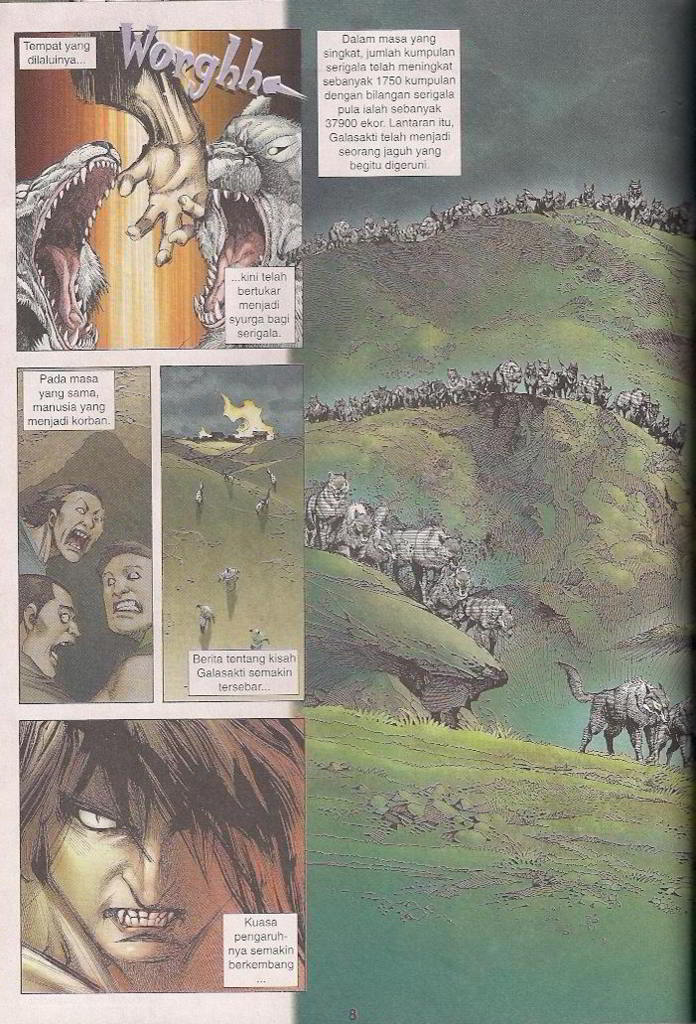 Tempat yang
dilaluinya...
Worghh
...kini telah
bertukar
menjadi
syurga bagi
serigala.
Dalam masa yang
singkat, jumlah kumpulan
serigala telah meningkat
sebanyak 1750 kumpulan
dengan bilangan serigala
pula ialah sebanyak
37900 ekor. Lantaran itu,
Galasakti telah menjadi
seorang jaguh yang
begitu digeruni.
Pada masa
yang sama,
manusia yang
menjadi korban.
Berita tentang kisah
Galasakti semakin
tersebar...
Kuasa
pengaruh-
nya semakin
berkembang
...
8